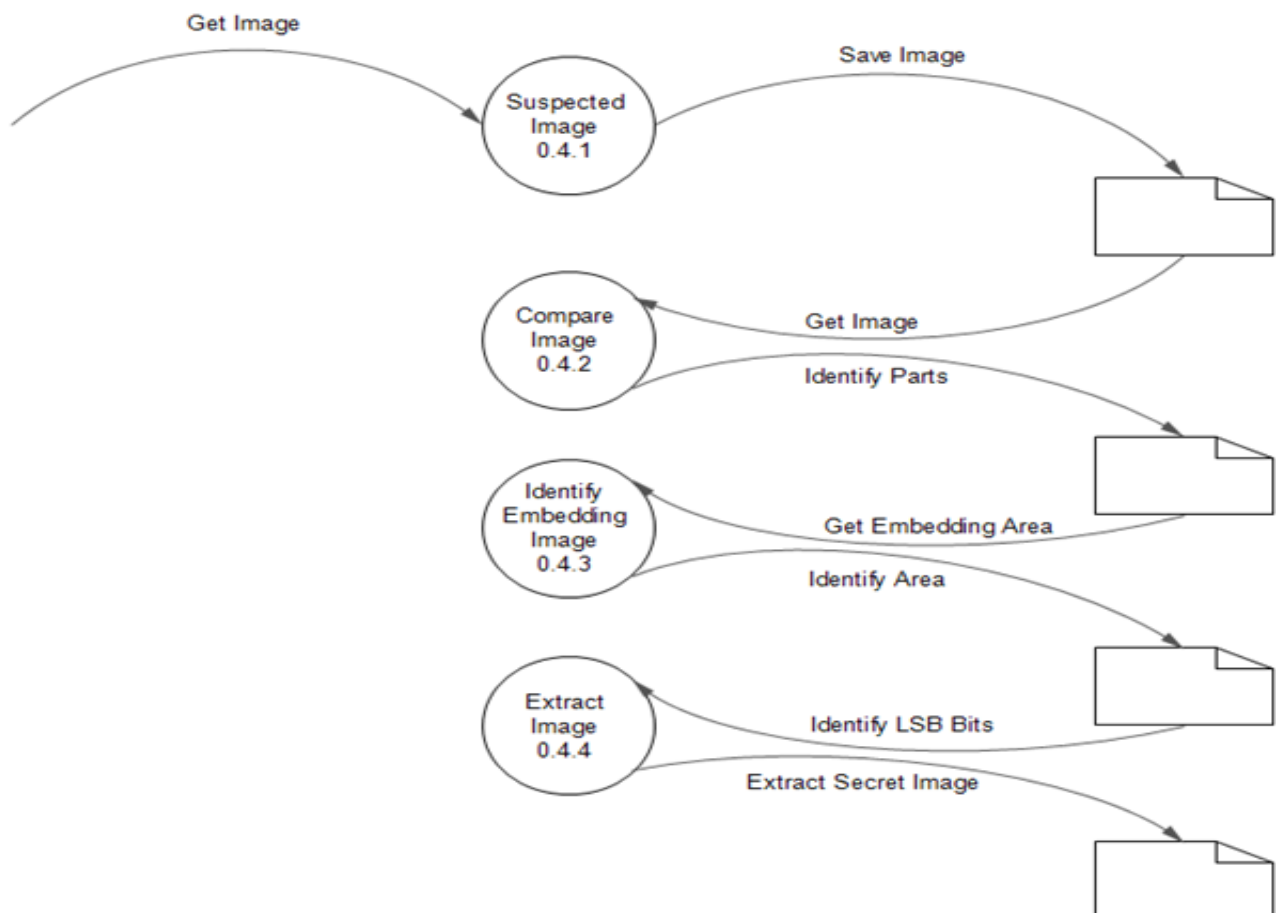 Get Image
Save Image
Suspected
Image
0.4.1
Compare
Image
0.4.2
Get Image
Identify Parts
Identify
Embedding
Image
0.4.3
Get Embedding Area
Identify Area
Extract
Image
0.4.4
Identify LSB Bits
Extract Secret Image